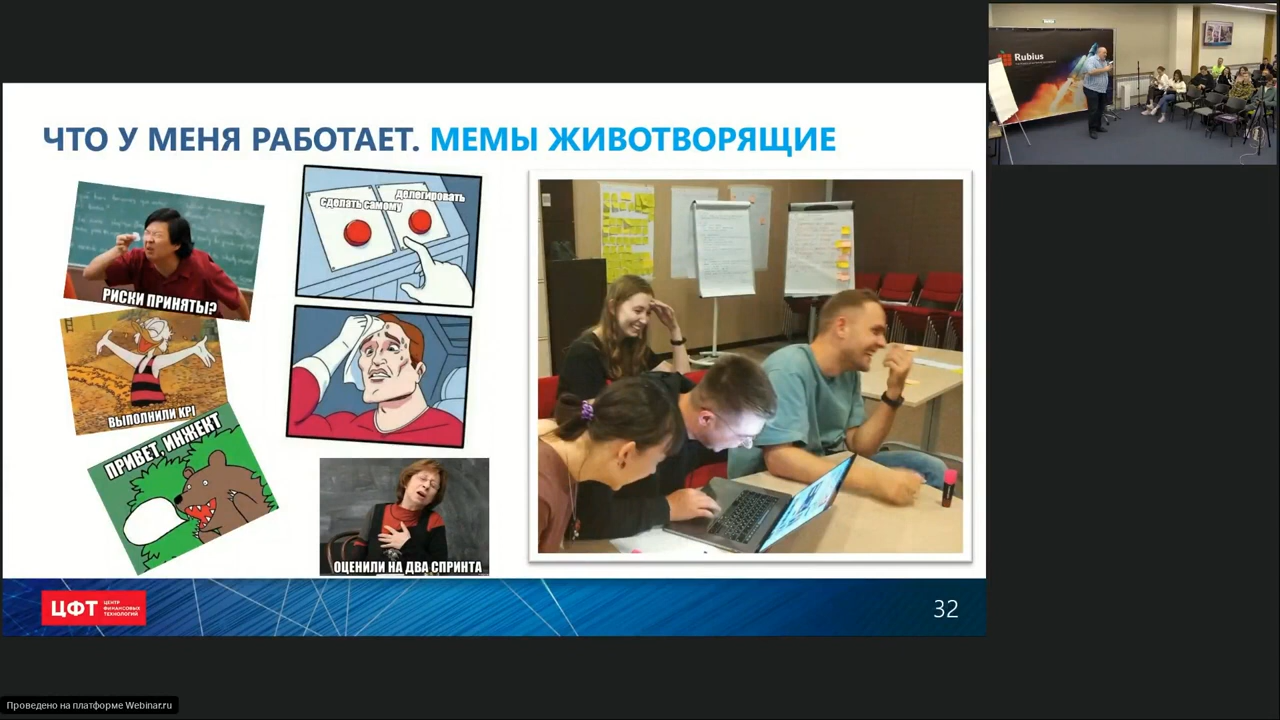 ЧТО У МЕНЯ РАБОТАЕТ. МЕМЫ ЖИВОТВОРЯЩИЕ
РИСКИ ПРИНЯТЫ?
ВЫПОЛНИЛИ KPI
ПРИВЕТ, ИНЖЕКТ
сделать самому
делегировать
ОЦЕНИЛИ НА ДВА СПРИНТА
ЦФТ
ЦЕНТР
ФИНАНСОВЫХ
ТЕХНОЛОГИЙ
32
Rubius
Проведено на платформе Webinar.ru